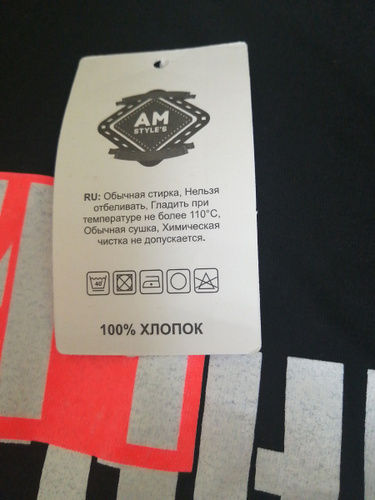 AM
STYLE'S
RU: Обычная стирка, Нельзя
отбеливать, Гладить при
температуре не более 110°С,
Обычная сушка, Химическая
чистка не допускается.
40
100% ХЛОПОК